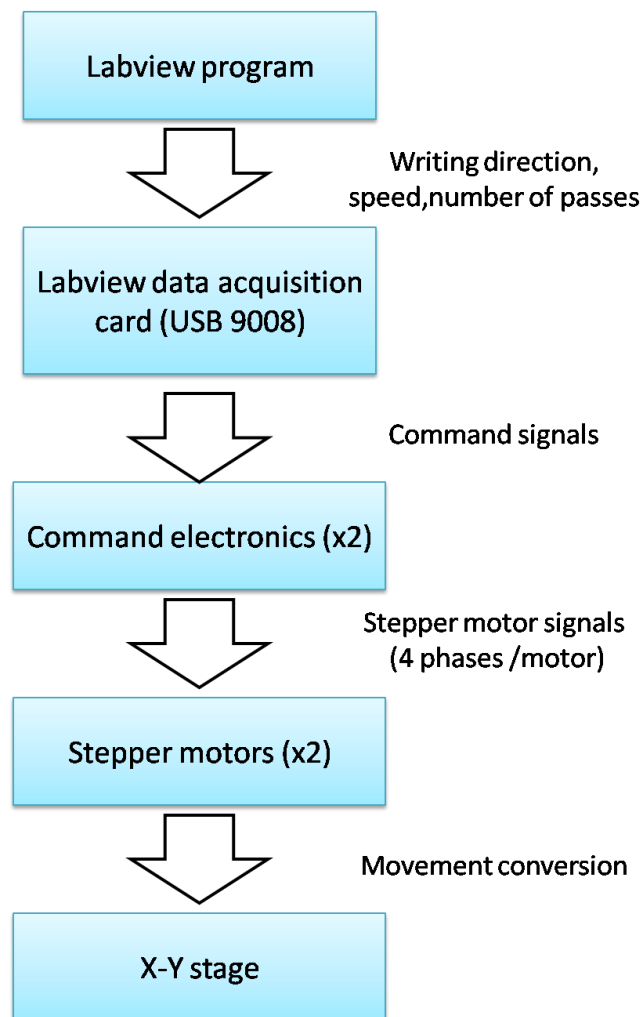 Labview program
Writing direction,
speed,number of passes
Labview data acquisition
card (USB 9008)
Command signals
Command electronics (x2)
Stepper motor signals
(4 phases /motor)
Stepper motors (x2)
Movement conversion
X-Y stage